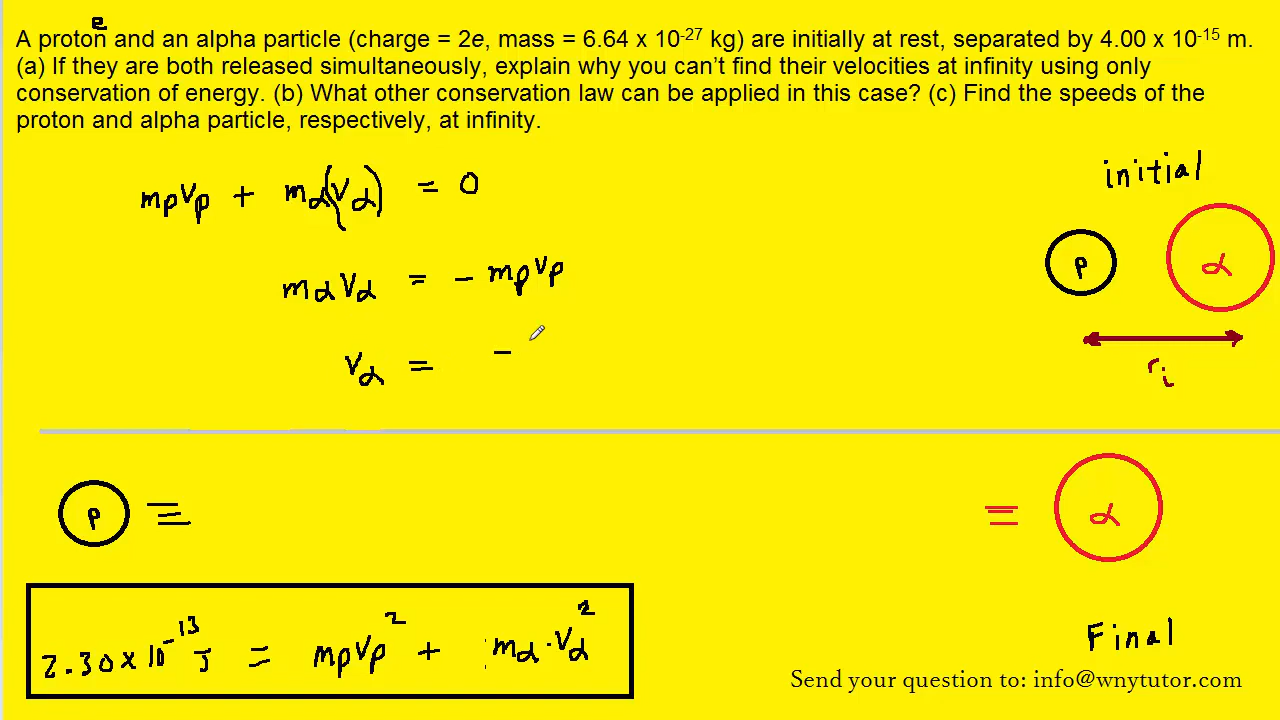 e
A proton and an alpha particle (charge = 2e, mass = 6.64 x 10⁻²⁷ kg) are initially at rest, separated by 4.00 x 10⁻¹⁵ m.
(a) If they are both released simultaneously, explain why you can't find their velocities at infinity using only
conservation of energy. (b) What other conservation law can be applied in this case? (c) Find the speeds of the
proton and alpha particle, respectively, at infinity.
initial
mpvp + mα(vα) = 0
p α
mαvα = - mpvp
vα = -
ri
p α
Final
2.30 x 10⁻¹³ J = mpvp² + mα·vα²
Send your question to: info@wnytutor.com